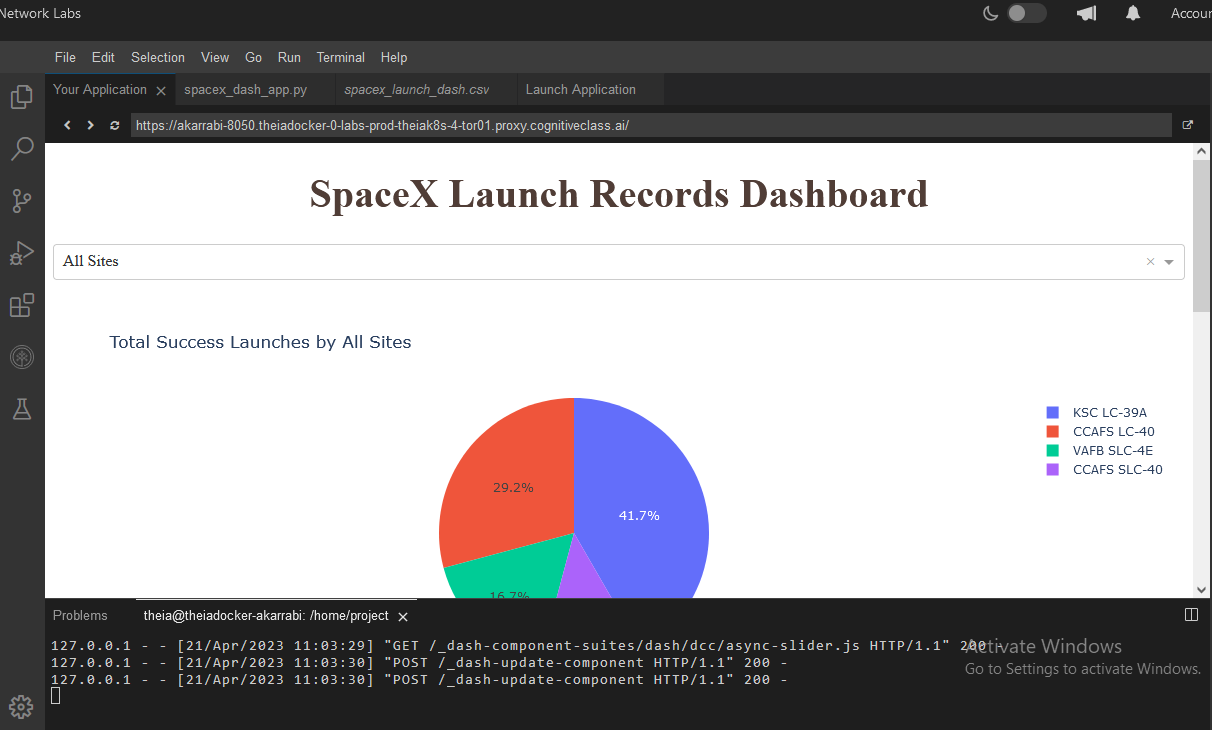 Network Labs
Accoun
File Edit Selection View Go Run Terminal Help
Your Application spacex_dash_app.py spacex_launch_dash.csv Launch Application
https://akarrabi-8050.theiadocker-0-labs-prod-theiak8s-4-tor01.proxy.cognitiveclass.ai/
SpaceX Launch Records Dashboard
All Sites
Total Success Launches by All Sites
KSC LC-39A
CCAFS LC-40
VAFB SLC-4E
CCAFS SLC-40
29.2%
41.7%
16.7%
Problems theia@theiadocker-akarrabi: /home/project
127.0.0.1 - - [21/Apr/2023 11:03:29] "GET /_dash-component-suites/dash/dcc/async-slider.js HTTP/1.1" 200 -
127.0.0.1 - - [21/Apr/2023 11:03:30] "POST /_dash-update-component HTTP/1.1" 200 -
127.0.0.1 - - [21/Apr/2023 11:03:30] "POST /_dash-update-component HTTP/1.1" 200 -
Activate Windows
Go to Settings to activate Windows.